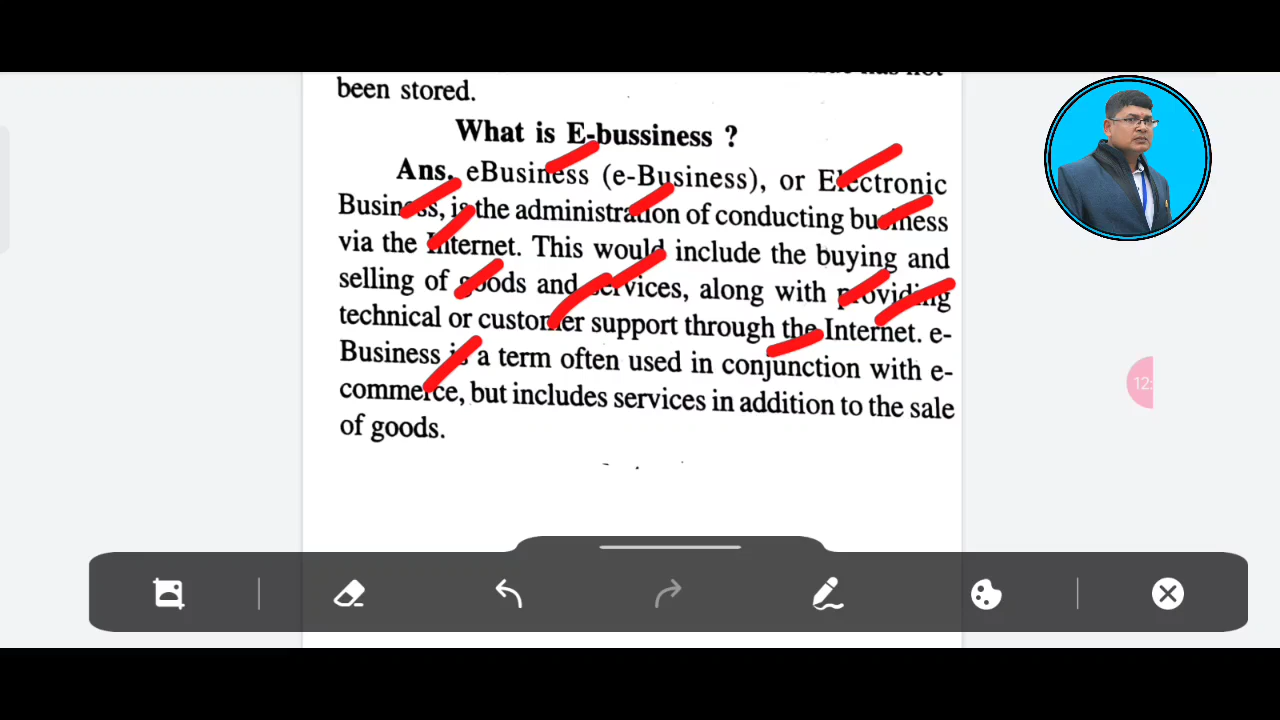 has not
been stored.
What is E-bussiness ?
Ans. eBusiness (e-Business), or Electronic
Business, is the administration of conducting business
via the Internet. This would include the buying and
selling of goods and services, along with providing
technical or customer support through the Internet. e-
Business is a term often used in conjunction with e-
commerce, but includes services in addition to the sale
of goods.
12: